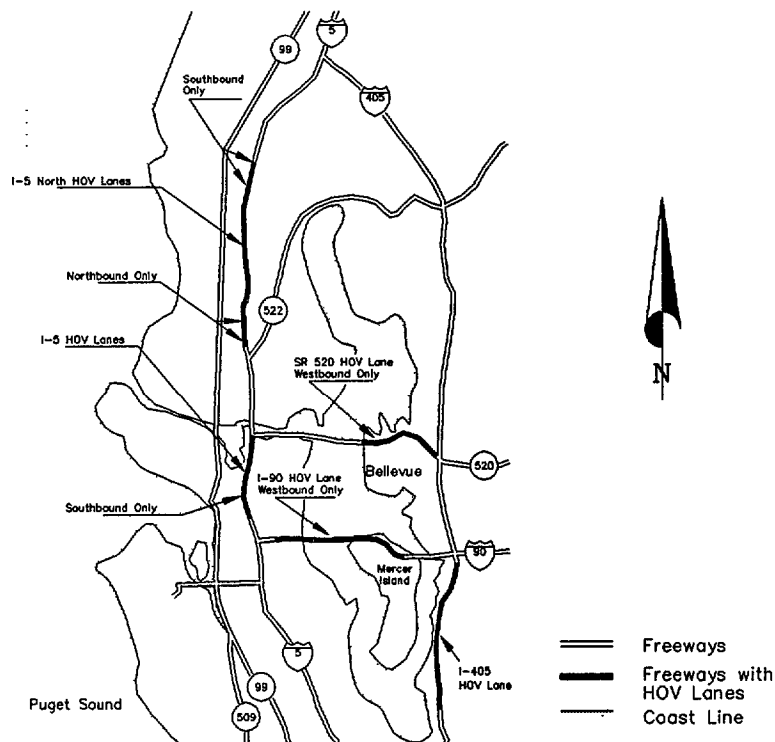 5
99
Southbound
Only
405
I-5 North HOV Lanes
Northbound Only
522
I-5 HOV Lanes
SR 520 HOV Lane
Westbound Only
Bellevue
520
I-90 HOV Lane
Westbound Only
Southbound Only
90
Mercer
Island
N
5
99
509
I-405
HOV Lane
Puget Sound
Freeways
Freeways with
HOV Lanes
Coast Line